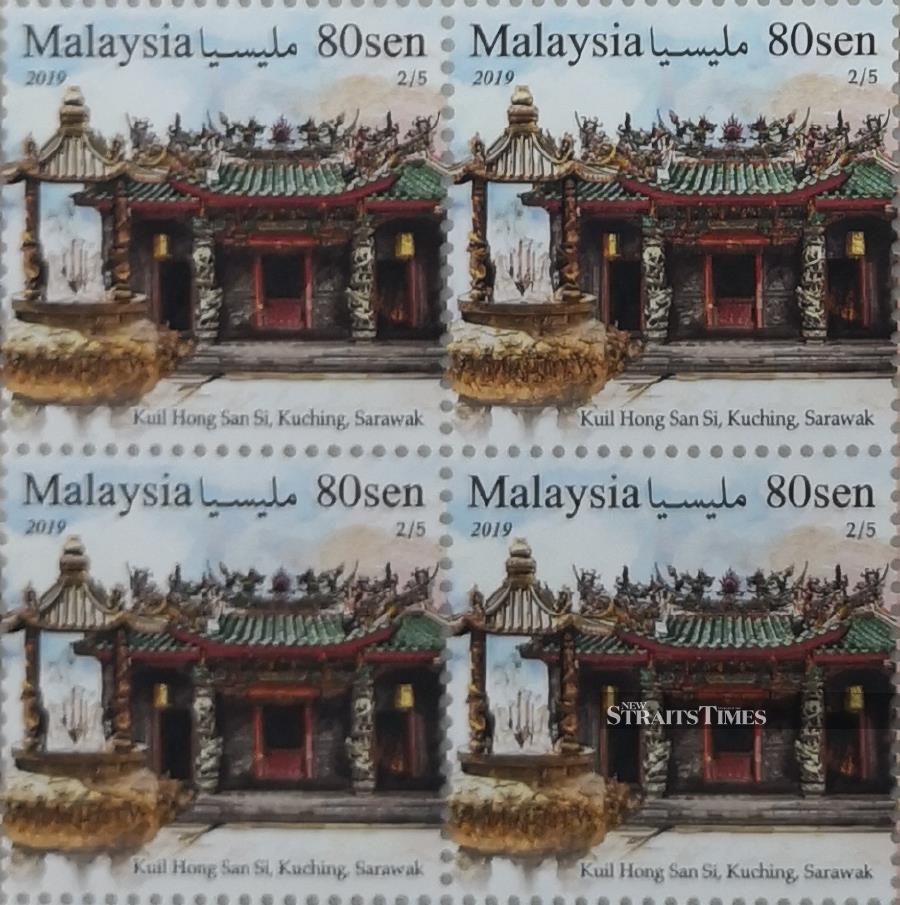 Malaysia مليسيا 80sen
2019 2/5
Kuil Hong San Si, Kuching, Sarawak
Malaysia مليسيا 80sen
2019 2/5
Kuil Hong San Si, Kuching, Sarawak
Malaysia مليسيا 80sen
2019 2/5
NEW
STRAITS TIMES
Kuil Hong San Si, Kuching, Sarawak
Malaysia مليسيا 80sen
2019 2/5
Kuil Hong San Si, Kuching, Sarawak